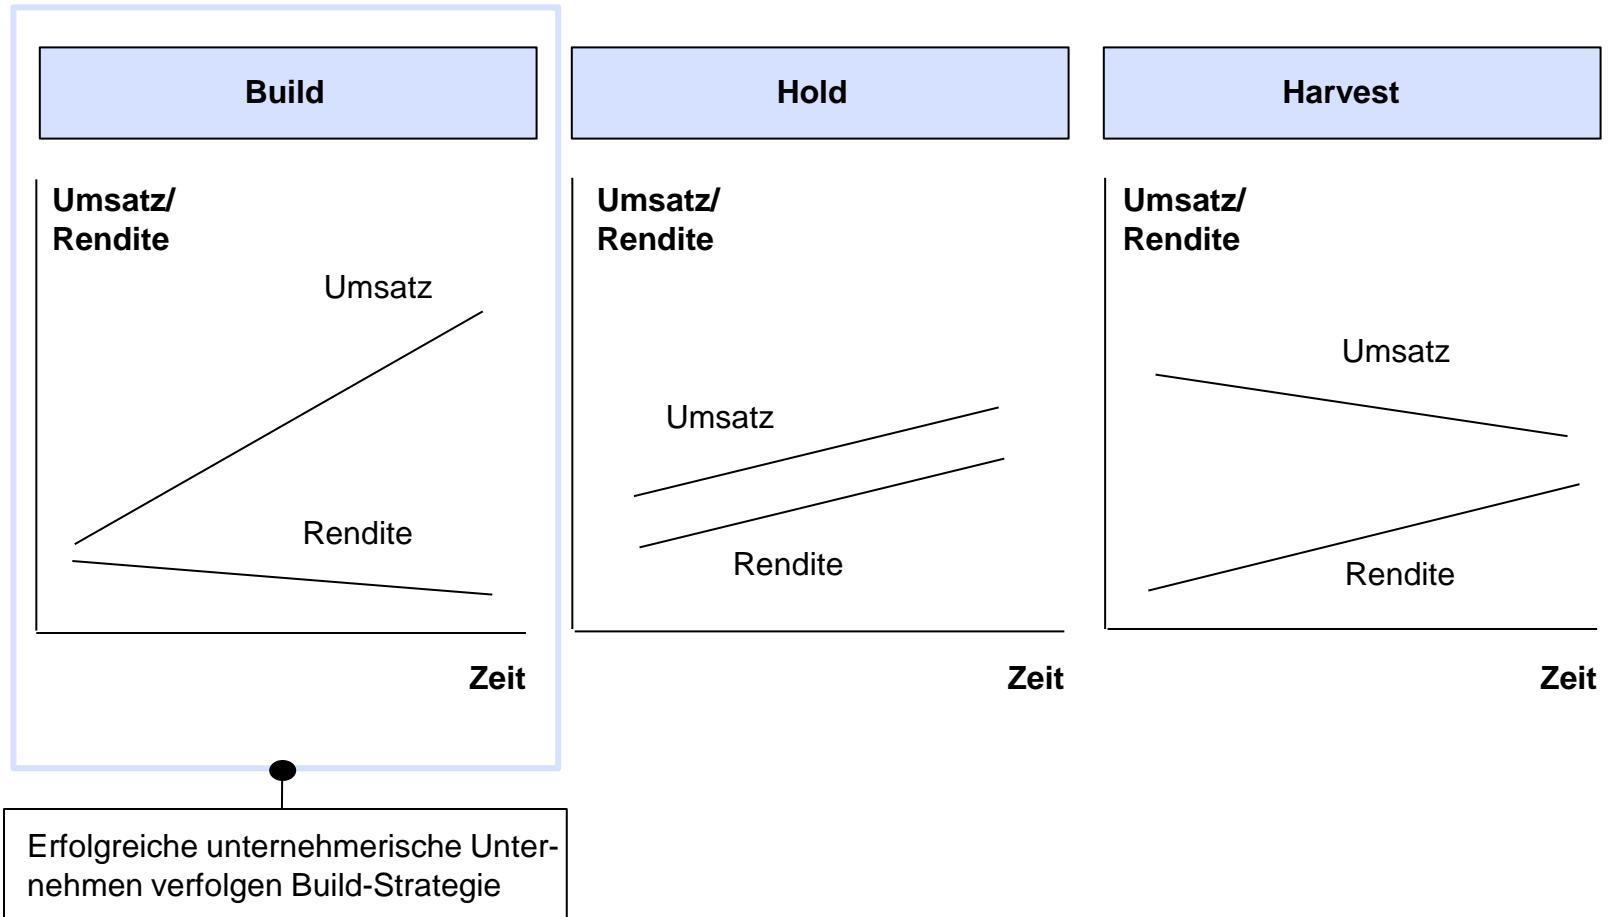 Build
Umsatz/
Rendite
Umsatz
Rendite
Zeit
Hold
Umsatz/
Rendite
Umsatz
Rendite
Zeit
Harvest
Umsatz/
Rendite
Umsatz
Rendite
Zeit
Erfolgreiche unternehmerische Unter-
nehmen verfolgen Build-Strategie